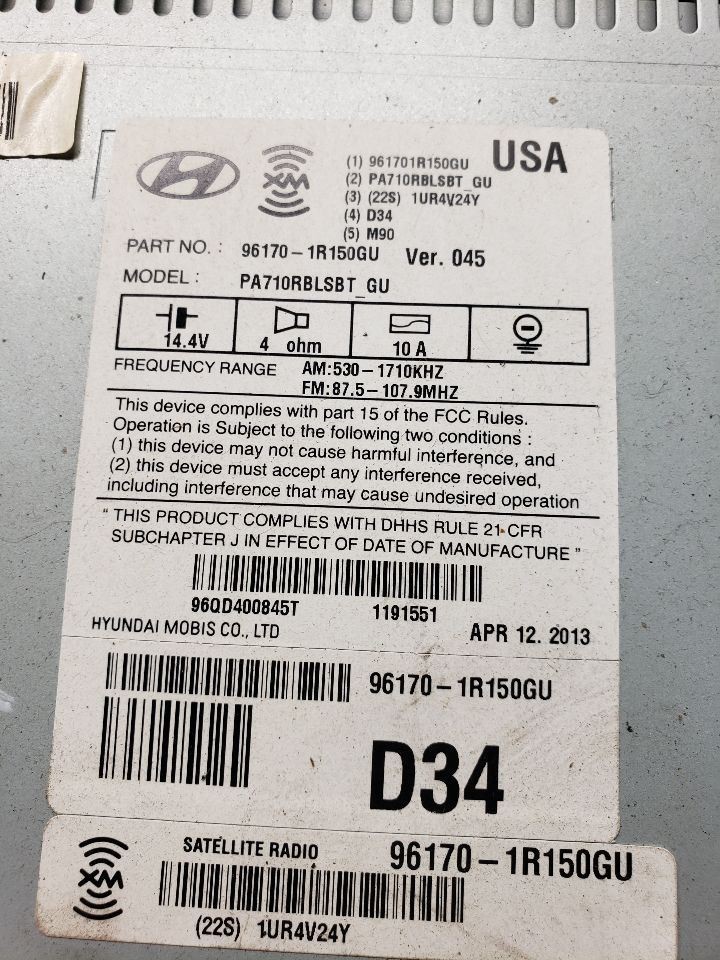 XM
(1) 961701R150GU
USA
(2) PA710RBLSBT_GU
(3) (22S) 1UR4V24Y
(4) D34
(5) M90
PART NO. : 96170-1R150GU Ver. 045
MODEL : PA710RBLSBT_GU
14.4V 4 ohm 10 A
FREQUENCY RANGE AM:530-1710KHZ
FM:87.5-107.9MHZ
This device complies with part 15 of the FCC Rules.
Operation is Subject to the following two conditions :
(1) this device may not cause harmful interference, and
(2) this device must accept any interference received,
including interference that may cause undesired operation
“ THIS PRODUCT COMPLIES WITH DHHS RULE 21 CFR
SUBCHAPTER J IN EFFECT OF DATE OF MANUFACTURE ”
96QD400845T 1191551
HYUNDAI MOBIS CO., LTD APR 12. 2013
96170-1R150GU
D34
XM
SATELLITE RADIO 96170-1R150GU
(22S) 1UR4V24Y